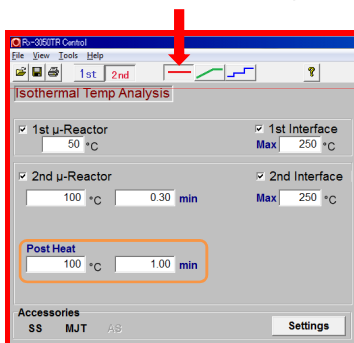 Rx-3050TR Control
File View Tools Help
1st 2nd ?
Isothermal Temp Analysis
1st μ-Reactor 1st Interface
50 °C Max 250 °C
2nd μ-Reactor 2nd Interface
100 °C 0.30 min Max 250 °C
Post Heat
100 °C 1.00 min
Accessories
SS MJT AS Settings